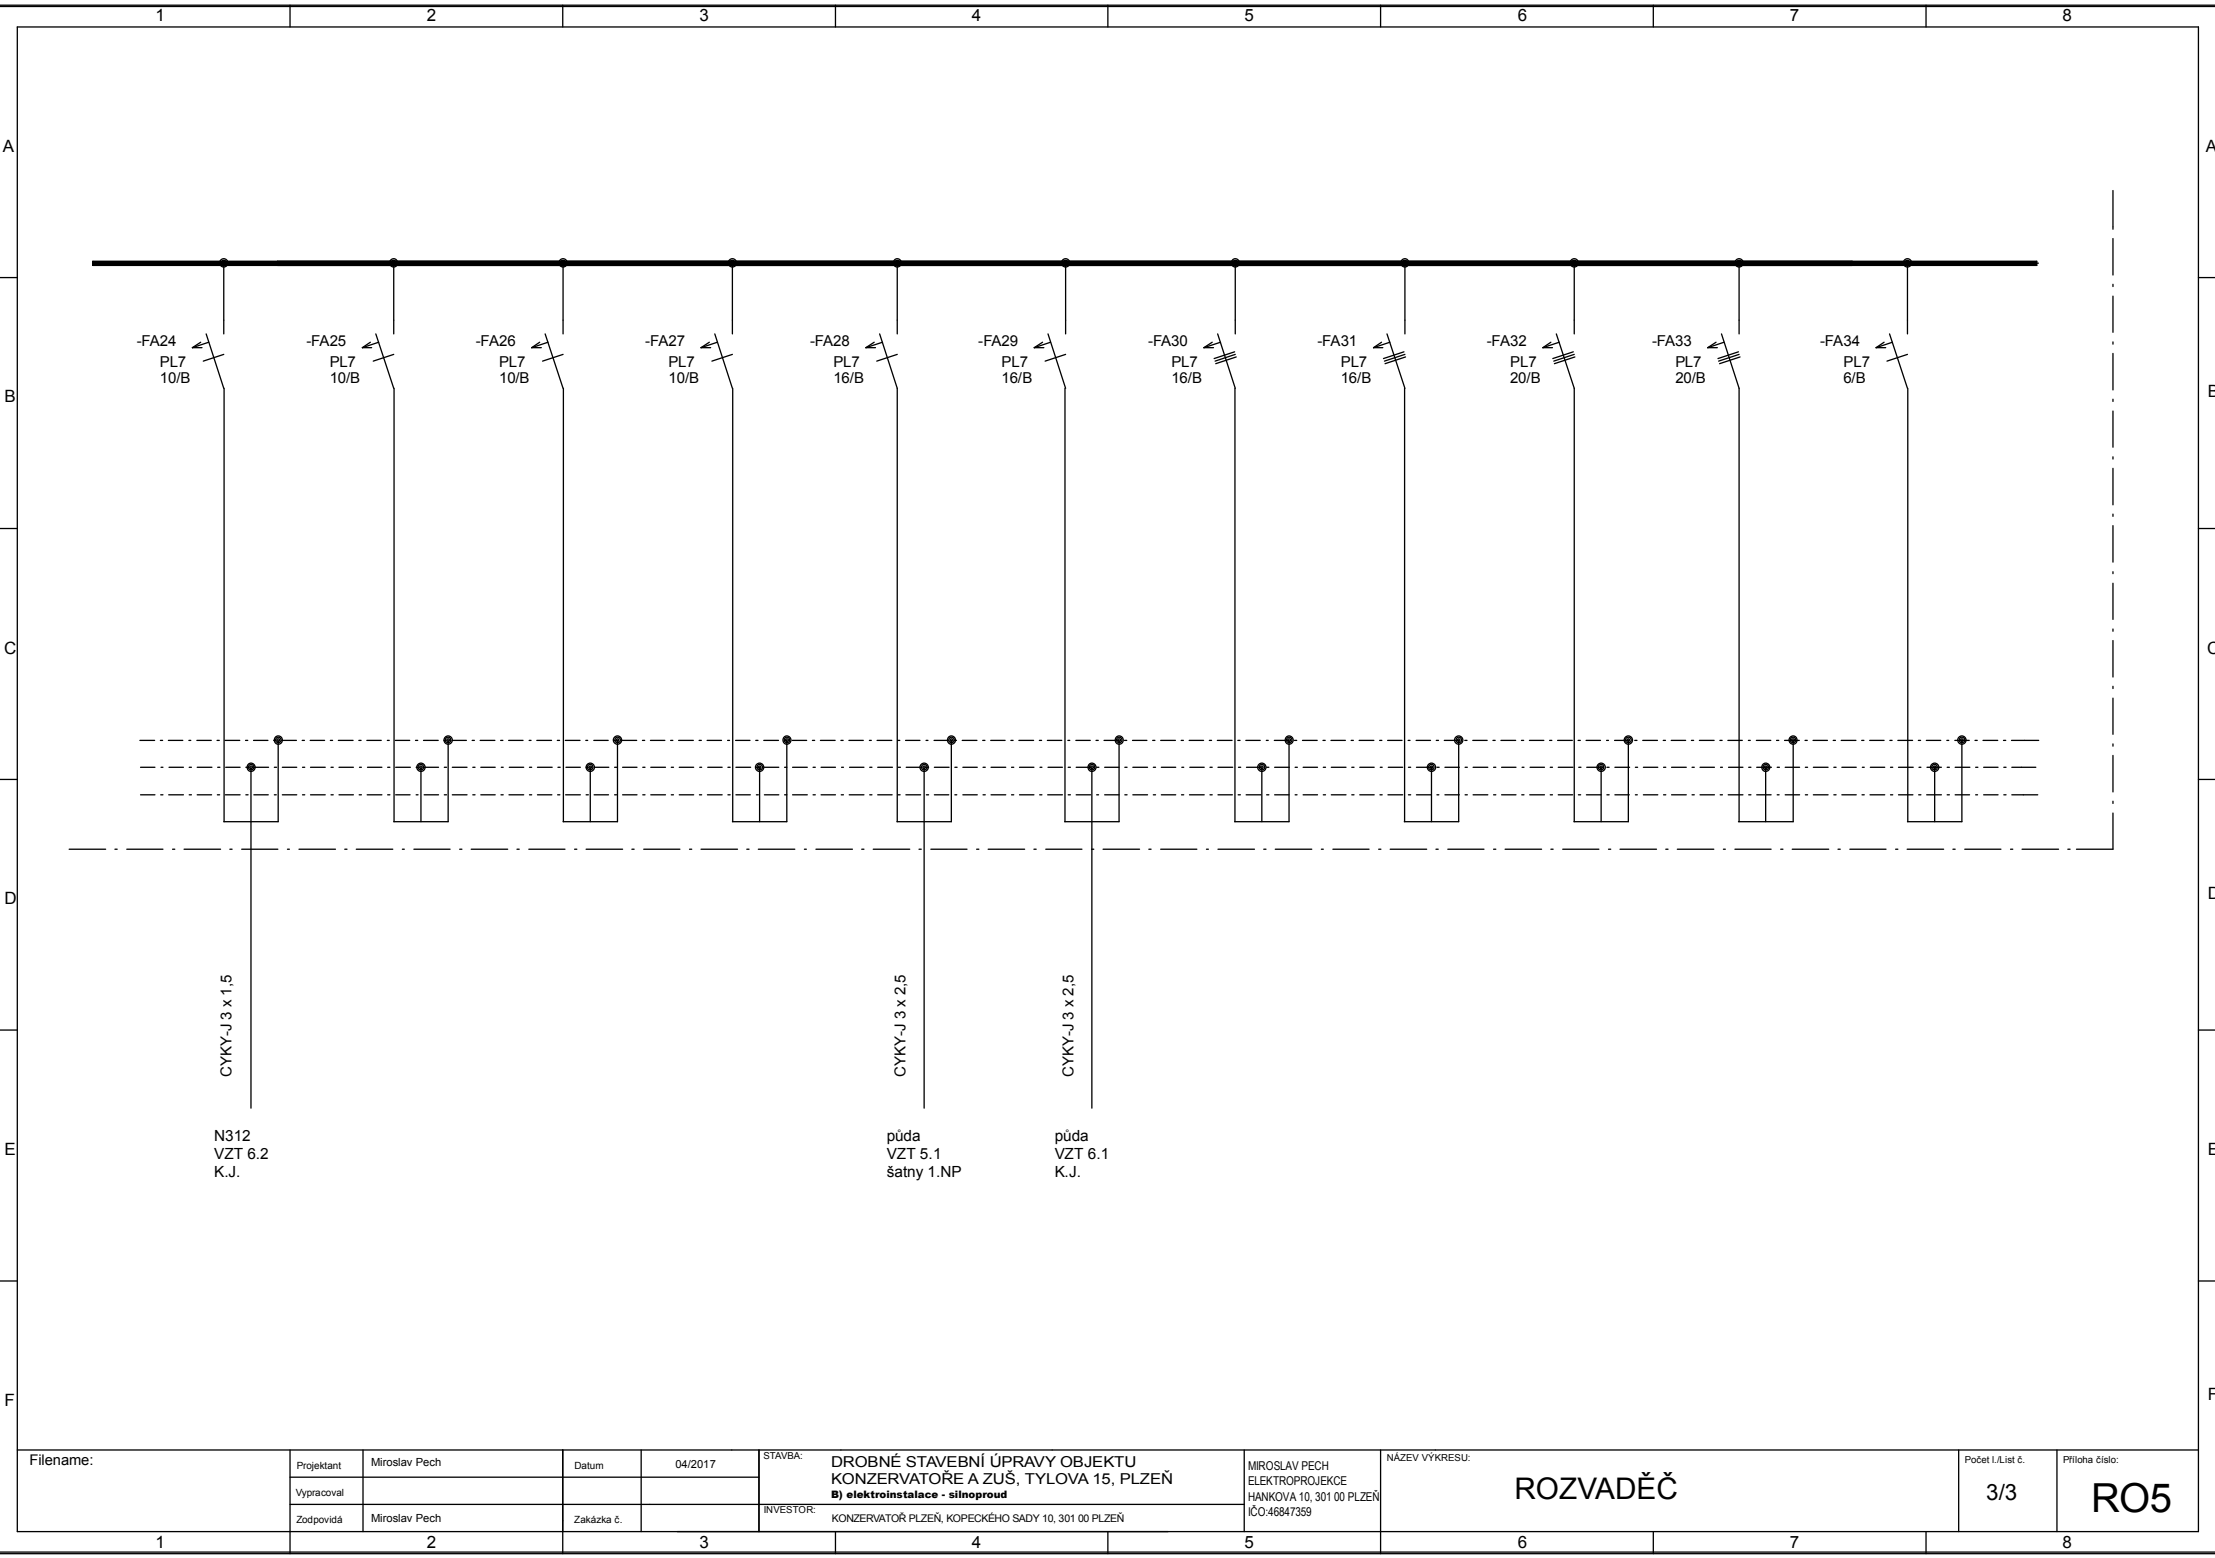 1 2 3 4 5 6 7 8
A A
-FA24 -FA25 -FA26 -FA27 -FA28 -FA29 -FA30 -FA31 -FA32 -FA33 -FA34
PL7 PL7 PL7 PL7 PL7 PL7 PL7 PL7 PL7 PL7 PL7
10/B 10/B 10/B 10/B 16/B 16/B 16/B 16/B 20/B 20/B 6/B
B B
C C
D D
CYKY-J 3 x 1,5
CYKY-J 3 x 2,5
CYKY-J 3 x 2,5
N312
VZT 6.2
K.J.
půda
VZT 5.1
šatny 1.NP
půda
VZT 6.1
K.J.
E E
F F
Filename:
Projektant Miroslav Pech Datum 04/2017
Vypracoval
Zodpovídá Miroslav Pech Zakázka č.
STAVBA: DROBNÉ STAVEBNÍ ÚPRAVY OBJEKTU
KONZERVATOŘE A ZUŠ, TYLOVA 15, PLZEŇ
B) elektroinstalace - silnoproud
INVESTOR: KONZERVATOŘ PLZEŇ, KOPECKÉHO SADY 10, 301 00 PLZEŇ
MIROSLAV PECH
ELEKTROPROJEKCE
HANKOVA 10, 301 00 PLZEŇ
IČO:46847359
NÁZEV VÝKRESU:
ROZVADĚČ
Počet l./List č.
3/3
Příloha číslo:
RO5
1 2 3 4 5 6 7 8